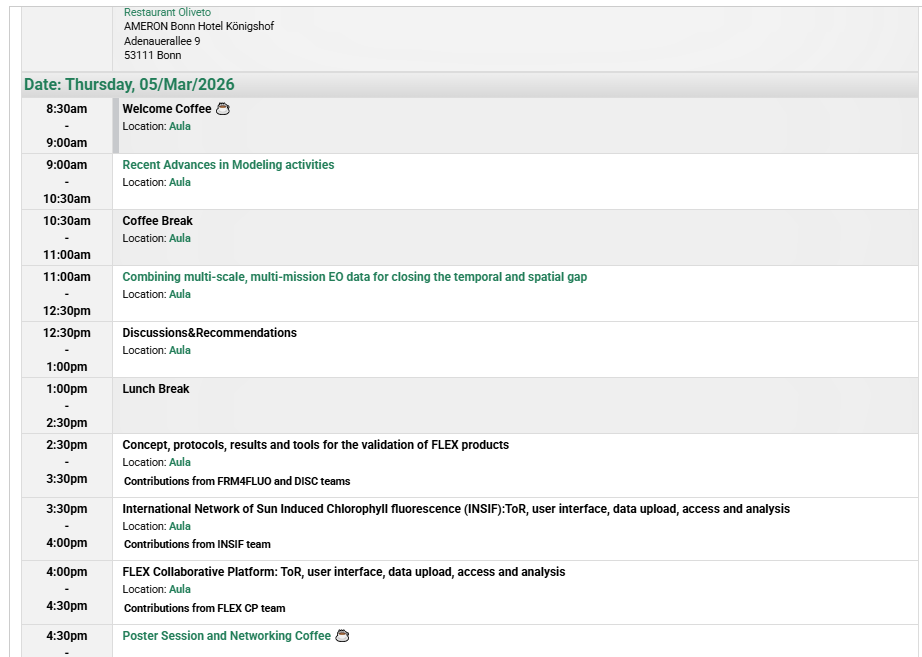 Restaurant Oliveto
AMERON Bonn Hotel Königshof
Adenauerallee 9
53111 Bonn
Date: Thursday, 05/Mar/2026
8:30am
-
9:00am
Welcome Coffee
Location: Aula
9:00am
-
10:30am
Recent Advances in Modeling activities
Location: Aula
10:30am
-
11:00am
Coffee Break
Location: Aula
11:00am
-
12:30pm
Combining multi-scale, multi-mission EO data for closing the temporal and spatial gap
Location: Aula
12:30pm
-
1:00pm
Discussions&Recommendations
Location: Aula
1:00pm
-
2:30pm
Lunch Break
2:30pm
-
3:30pm
Concept, protocols, results and tools for the validation of FLEX products
Location: Aula
Contributions from FRM4FLUO and DISC teams
3:30pm
-
4:00pm
International Network of Sun Induced Chlorophyll fluorescence (INSIF):ToR, user interface, data upload, access and analysis
Location: Aula
Contributions from INSIF team
4:00pm
-
4:30pm
FLEX Collaborative Platform: ToR, user interface, data upload, access and analysis
Location: Aula
Contributions from FLEX CP team
4:30pm
-
Poster Session and Networking Coffee